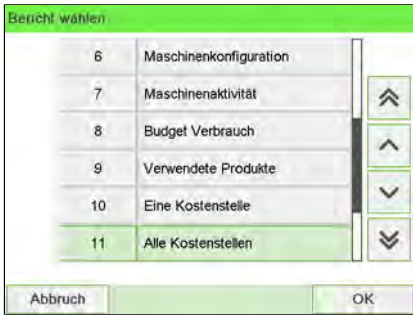 Bericht wählen
6 Maschinenkonfiguration
7 Maschinenaktivität
8 Budget Verbrauch
9 Verwendete Produkte
10 Eine Kostenstelle
11 Alle Kostenstellen
Abbruch OK